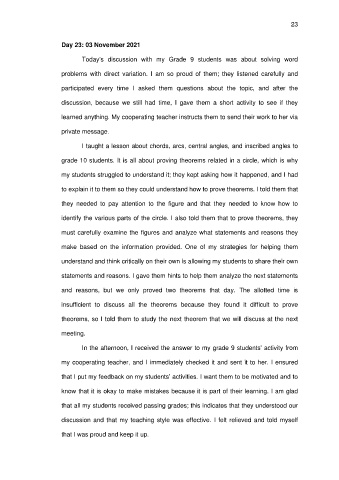 23
Day 23: 03 November 2021
Today's discussion with my Grade 9 students was about solving word
problems with direct variation. I am so proud of them; they listened carefully and
participated every time I asked them questions about the topic, and after the
discussion, because we still had time, I gave them a short activity to see if they
learned anything. My cooperating teacher instructs them to send their work to her via
private message.
I taught a lesson about chords, arcs, central angles, and inscribed angles to
grade 10 students. It is all about proving theorems related in a circle, which is why
my students struggled to understand it; they kept asking how it happened, and I had
to explain it to them so they could understand how to prove theorems. I told them that
they needed to pay attention to the figure and that they needed to know how to
identify the various parts of the circle. I also told them that to prove theorems, they
must carefully examine the figures and analyze what statements and reasons they
make based on the information provided. One of my strategies for helping them
understand and think critically on their own is allowing my students to share their own
statements and reasons. I gave them hints to help them analyze the next statements
and reasons, but we only proved two theorems that day. The allotted time is
insufficient to discuss all the theorems because they found it difficult to prove
theorems, so I told them to study the next theorem that we will discuss at the next
meeting.
In the afternoon, I received the answer to my grade 9 students' activity from
my cooperating teacher, and I immediately checked it and sent it to her. I ensured
that I put my feedback on my students' activities. I want them to be motivated and to
know that it is okay to make mistakes because it is part of their learning. I am glad
that all my students received passing grades; this indicates that they understood our
discussion and that my teaching style was effective. I felt relieved and told myself
that I was proud and keep it up.